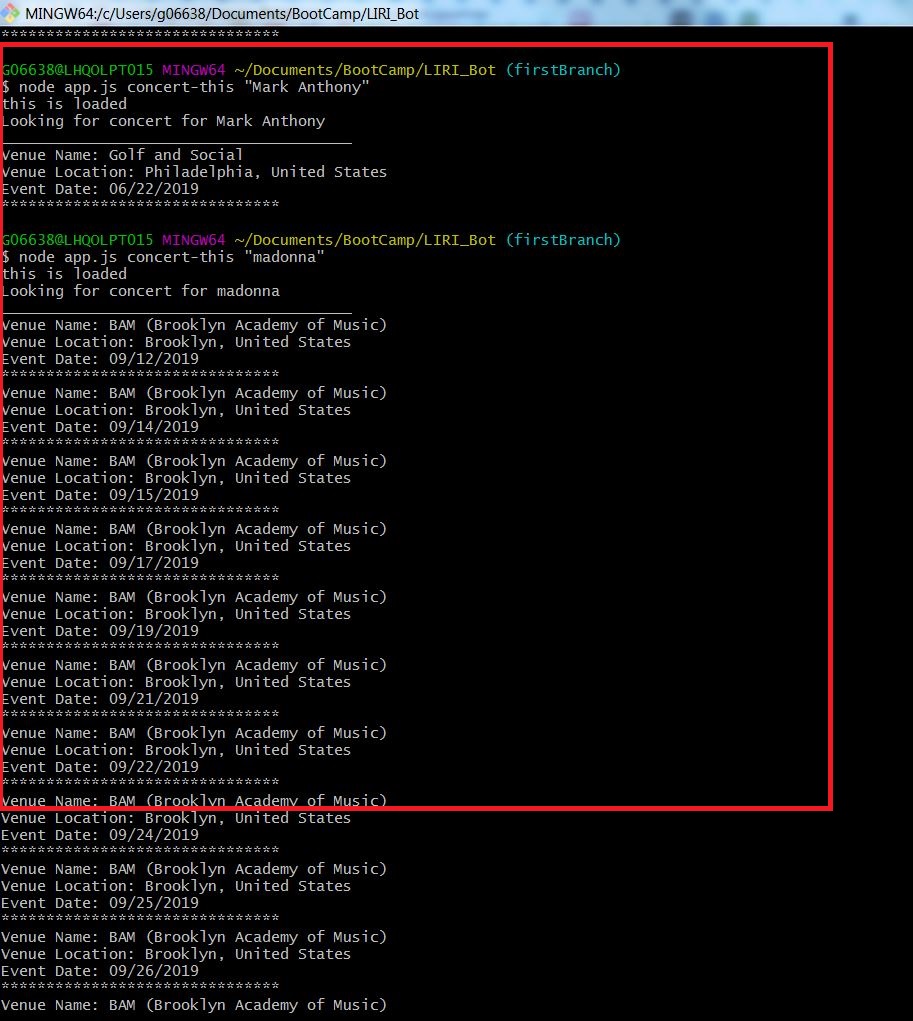 MINGW64:/c/Users/g06638/Documents/BootCamp/LIRI_Bot
*******************************
G06638@LHQOLPT015 MINGW64 ~/Documents/BootCamp/LIRI_Bot (firstBranch)
$ node app.js concert-this "Mark Anthony"
this is loaded
Looking for concert for Mark Anthony
_______________________________________
Venue Name: Golf and Social
Venue Location: Philadelphia, United States
Event Date: 06/22/2019
*******************************
G06638@LHQOLPT015 MINGW64 ~/Documents/BootCamp/LIRI_Bot (firstBranch)
$ node app.js concert-this "madonna"
this is loaded
Looking for concert for madonna
_______________________________________
Venue Name: BAM (Brooklyn Academy of Music)
Venue Location: Brooklyn, United States
Event Date: 09/12/2019
*******************************
Venue Name: BAM (Brooklyn Academy of Music)
Venue Location: Brooklyn, United States
Event Date: 09/14/2019
*******************************
Venue Name: BAM (Brooklyn Academy of Music)
Venue Location: Brooklyn, United States
Event Date: 09/15/2019
*******************************
Venue Name: BAM (Brooklyn Academy of Music)
Venue Location: Brooklyn, United States
Event Date: 09/17/2019
*******************************
Venue Name: BAM (Brooklyn Academy of Music)
Venue Location: Brooklyn, United States
Event Date: 09/19/2019
*******************************
Venue Name: BAM (Brooklyn Academy of Music)
Venue Location: Brooklyn, United States
Event Date: 09/21/2019
*******************************
Venue Name: BAM (Brooklyn Academy of Music)
Venue Location: Brooklyn, United States
Event Date: 09/22/2019
*******************************
Venue Name: BAM (Brooklyn Academy of Music)
Venue Location: Brooklyn, United States
Event Date: 09/24/2019
*******************************
Venue Name: BAM (Brooklyn Academy of Music)
Venue Location: Brooklyn, United States
Event Date: 09/25/2019
*******************************
Venue Name: BAM (Brooklyn Academy of Music)
Venue Location: Brooklyn, United States
Event Date: 09/26/2019
*******************************
Venue Name: BAM (Brooklyn Academy of Music)